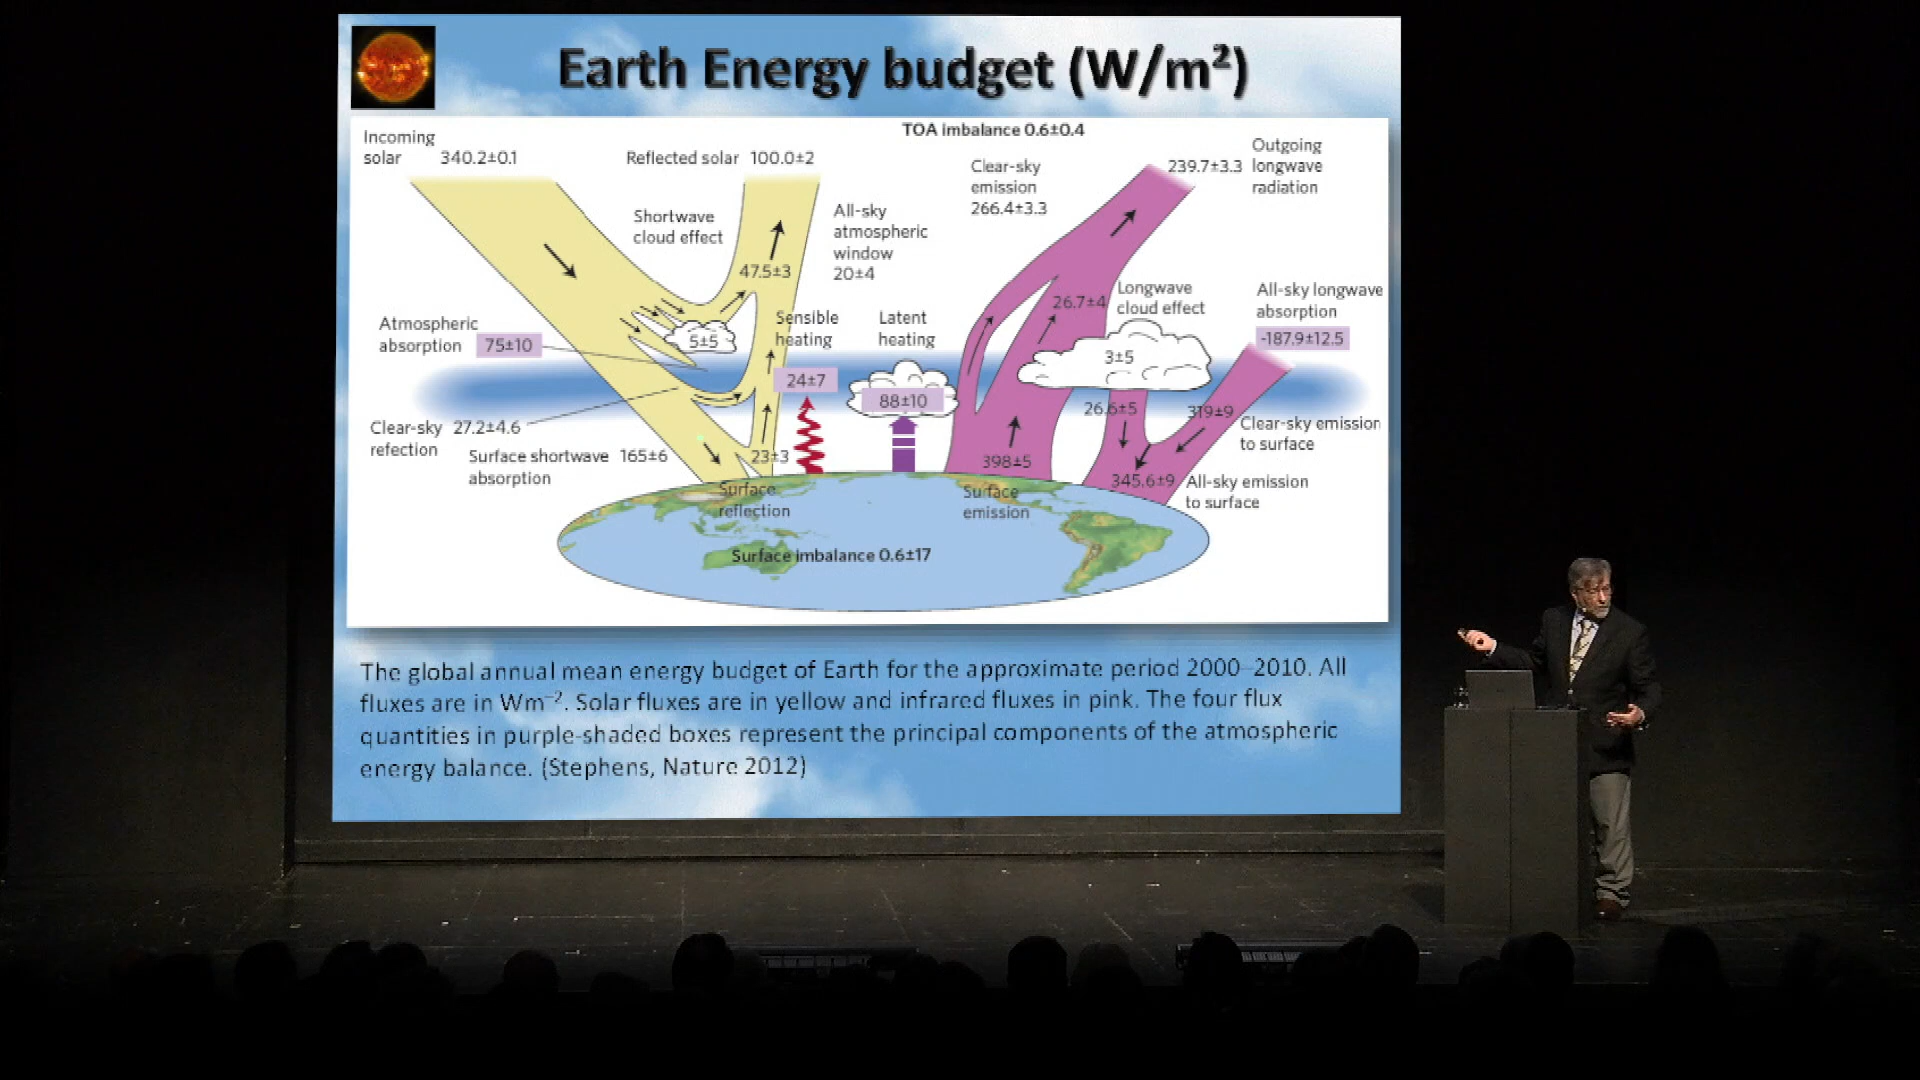 Earth Energy budget (W/m²)
TOA imbalance 0.6±0.4
Incoming
solar 340.2±0.1
Reflected solar 100.0±2
Outgoing
239.7±3.3 longwave
radiation
Clear-sky
emission
266.4±3.3
Shortwave
cloud effect
All-sky
atmospheric
window
20±4
47.5±3
Longwave
cloud effect
26.7±4
All-sky longwave
absorption
-187.9±12.5
Atmospheric
absorption 75±10
5±5
Sensible
heating
24±7
Latent
heating
88±10
3±5
26.6±5
319±9
Clear-sky emission
to surface
Clear-sky 27.2±4.6
refection
Surface shortwave 165±6
absorption
23±3
398±5
345.6±9
All-sky emission
to surface
Surface
reflection
Surface
emission
Surface imbalance 0.6±17
The global annual mean energy budget of Earth for the approximate period 2000–2010. All
fluxes are in Wm⁻². Solar fluxes are in yellow and infrared fluxes in pink. The four flux
quantities in purple-shaded boxes represent the principal components of the atmospheric
energy balance. (Stephens, Nature 2012)